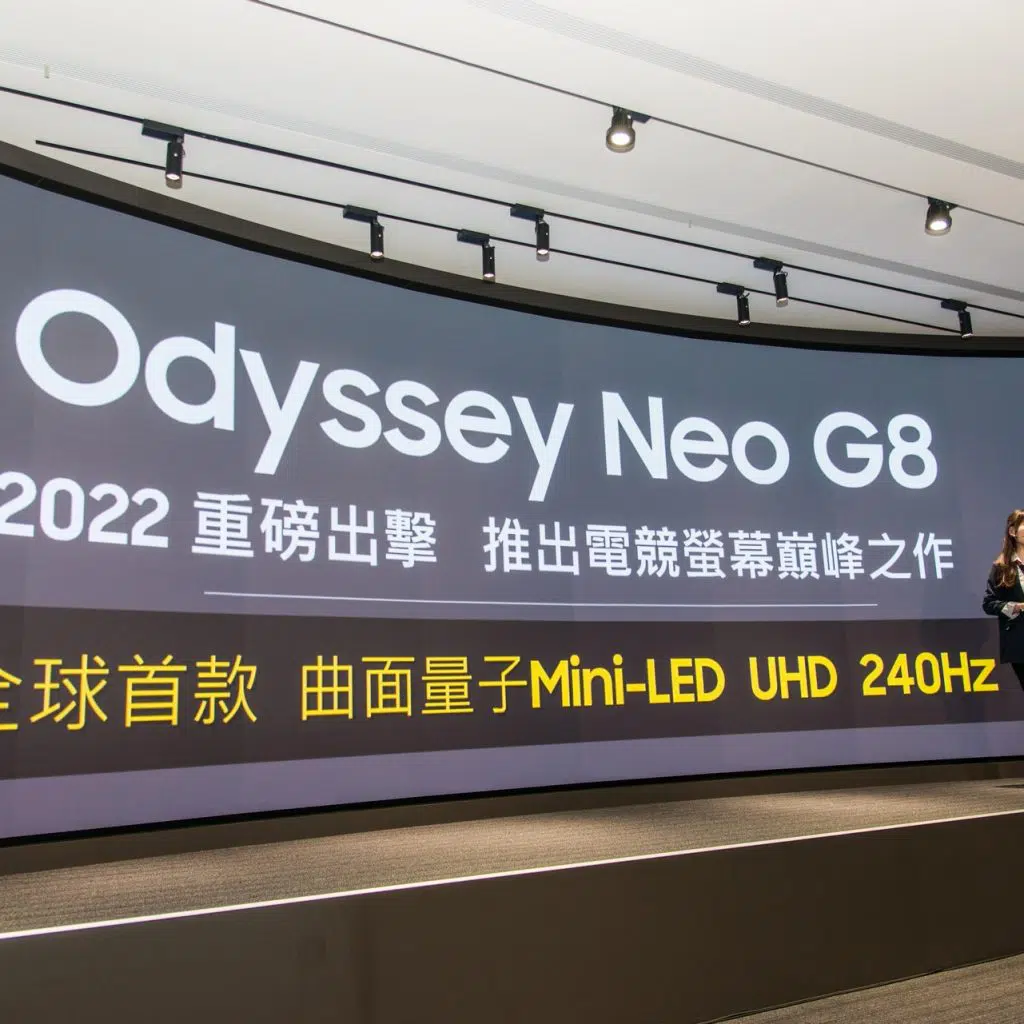 Odyssey Neo G8
2022 重磅出擊 推出電競螢幕巔峰之作
全球首款 曲面量子Mini-LED UHD 240Hz